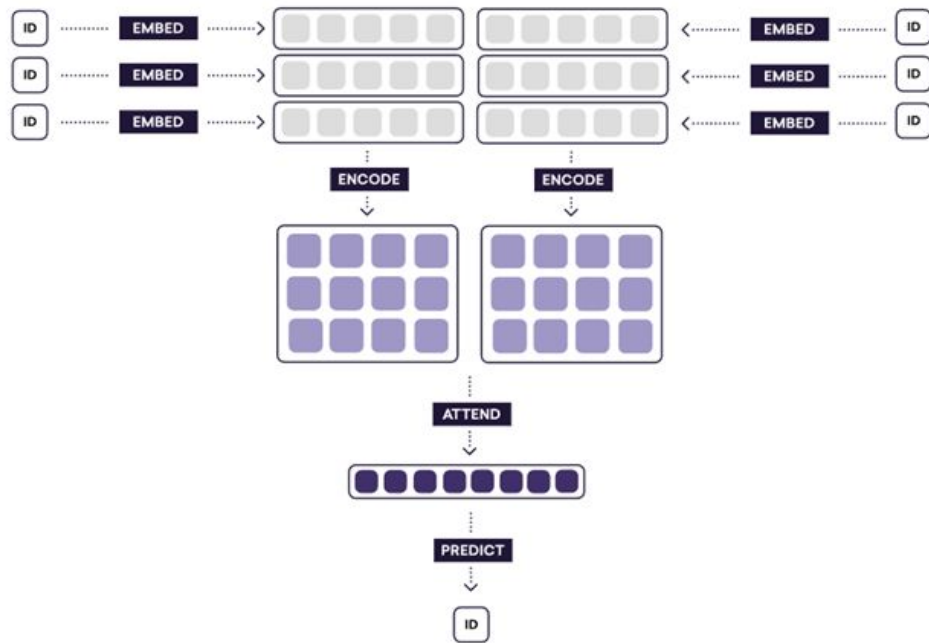 ID EMBED EMBED ID
ID EMBED EMBED ID
ID EMBED EMBED ID
ENCODE ENCODE
ATTEND
PREDICT
ID